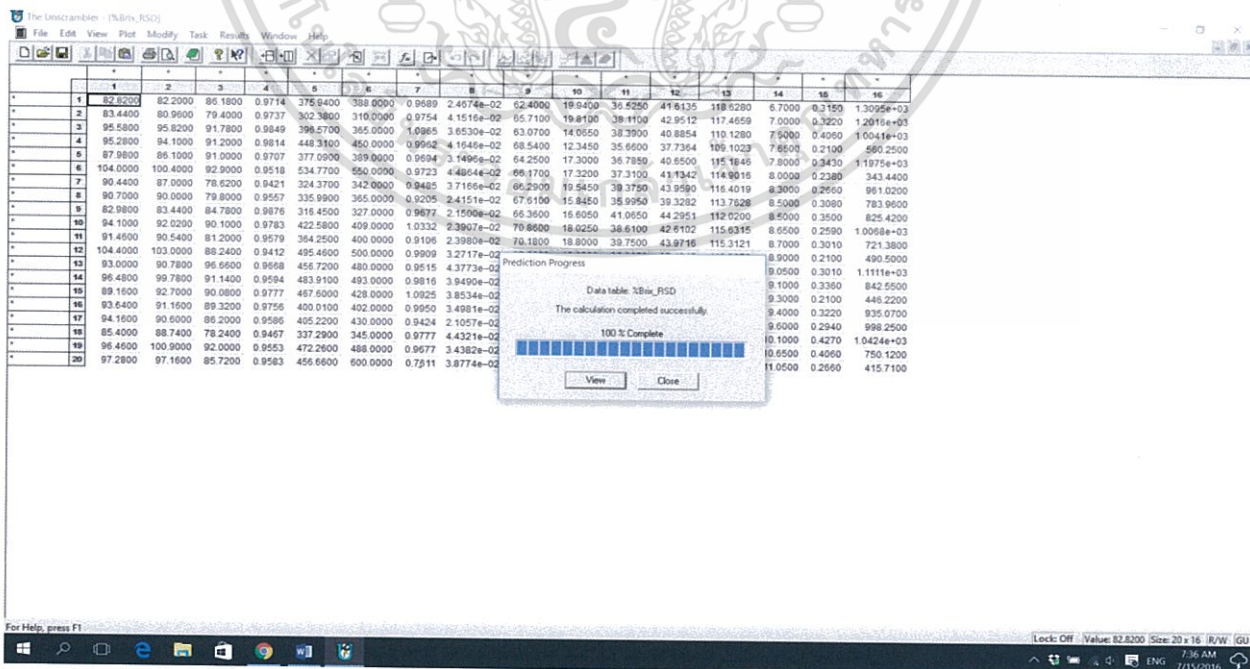 The Unscrambler - [%Brix_RSD]
File Edit View Plot Modify Task Results Window Help
1 2 3 4 5 6 7 8 9 10 11 12 13 14 15 16
1 82.8200 82.2000 86.1800 0.9714 375.9400 388.0000 0.9689 2.4674e-02 62.4000 19.9400 36.5250 41.6135 118.6280 6.7000 0.3150 1.3095e+03
2 83.4400 80.9600 79.4000 0.9737 302.3800 310.0000 0.9754 4.1516e-02 65.7100 19.8100 38.1100 42.9512 117.4659 7.0000 0.3220 1.2016e+03
3 95.5800 95.8200 91.7800 0.9849 396.5700 365.0000 1.0865 3.6530e-02 63.0700 14.0650 38.3900 40.8854 110.1280 7.5000 0.4060 1.0041e+03
4 95.2800 94.1000 91.2000 0.9814 448.3100 450.0000 0.9962 4.1646e-02 68.5400 12.3450 35.6600 37.7364 109.1023 7.6500 0.2100 560.2500
5 87.9800 86.1000 91.0000 0.9707 377.0900 389.0000 0.9694 3.1496e-02 64.2500 17.3000 36.7850 40.6500 115.1846 7.6500 0.3430 1.1975e+03
6 104.0000 100.4000 92.9000 0.9518 534.7700 550.0000 0.9723 4.4864e-02 66.1700 17.3200 37.3100 41.1342 114.9016 8.0000 0.2380 343.4400
7 90.4400 87.0000 78.6200 0.9421 324.3700 342.0000 0.9485 3.7166e-02 66.2900 19.5450 39.3750 43.9590 116.4019 8.3000 0.2660 961.0200
8 90.7000 90.0000 79.8000 0.9557 335.9900 365.0000 0.9205 2.4151e-02 67.6100 15.8450 35.9950 39.3282 113.7628 8.5000 0.3080 783.9600
9 82.9800 83.4400 84.7800 0.9876 316.4500 327.0000 0.9677 2.1500e-02 66.3600 16.6050 41.0650 44.2951 112.0200 8.5000 0.3500 825.4200
10 94.1000 92.0200 90.1000 0.9783 422.5800 409.0000 1.0332 2.3907e-02 70.8600 18.0250 38.6100 42.6102 115.6315 8.6500 0.2590 1.0068e+03
11 91.4600 90.5400 81.2000 0.9579 364.2500 400.0000 0.9106 2.3980e-02 70.1800 18.8000 39.7500 43.9716 115.3121 8.7000 0.3010 721.3800
12 104.4000 103.0000 88.2400 0.9412 495.4600 500.0000 0.9909 3.2717e-02 8.9000 0.2100 490.5000
13 93.0000 90.7800 96.6600 0.9668 456.7200 480.0000 0.9515 4.3773e-02 9.0500 0.3010 1.1111e+03
14 96.4800 99.7800 91.1400 0.9594 483.9100 493.0000 0.9816 3.9490e-02 9.1000 0.3360 842.5500
15 89.1600 92.7000 90.0800 0.9777 467.6000 428.0000 1.0925 3.8534e-02 9.3000 0.2100 446.2200
16 93.6400 91.1600 89.3200 0.9756 400.0100 402.0000 0.9950 3.4981e-02 9.4000 0.3220 935.0700
17 94.1600 90.6000 86.2000 0.9586 405.2200 430.0000 0.9424 2.1057e-02 9.6000 0.2940 998.2500
18 85.4000 88.7400 78.2400 0.9467 337.2900 345.0000 0.9777 4.4321e-02 10.1000 0.4270 1.0424e+03
19 96.4600 100.9000 92.0000 0.9553 472.2600 488.0000 0.9677 3.4382e-02 10.6500 0.4060 750.1200
20 97.2800 97.1600 85.7200 0.9583 456.6600 600.0000 0.7611 3.8774e-02 11.0500 0.2660 415.7100
Prediction Progress
Data table: %Brix_RSD
The calculation completed successfully.
100 % Complete
View Close
For Help, press F1
Lock: Off Value: 82.8200 Size: 20 x 16 R/W GU
ENG 7:36 AM
7/15/2016